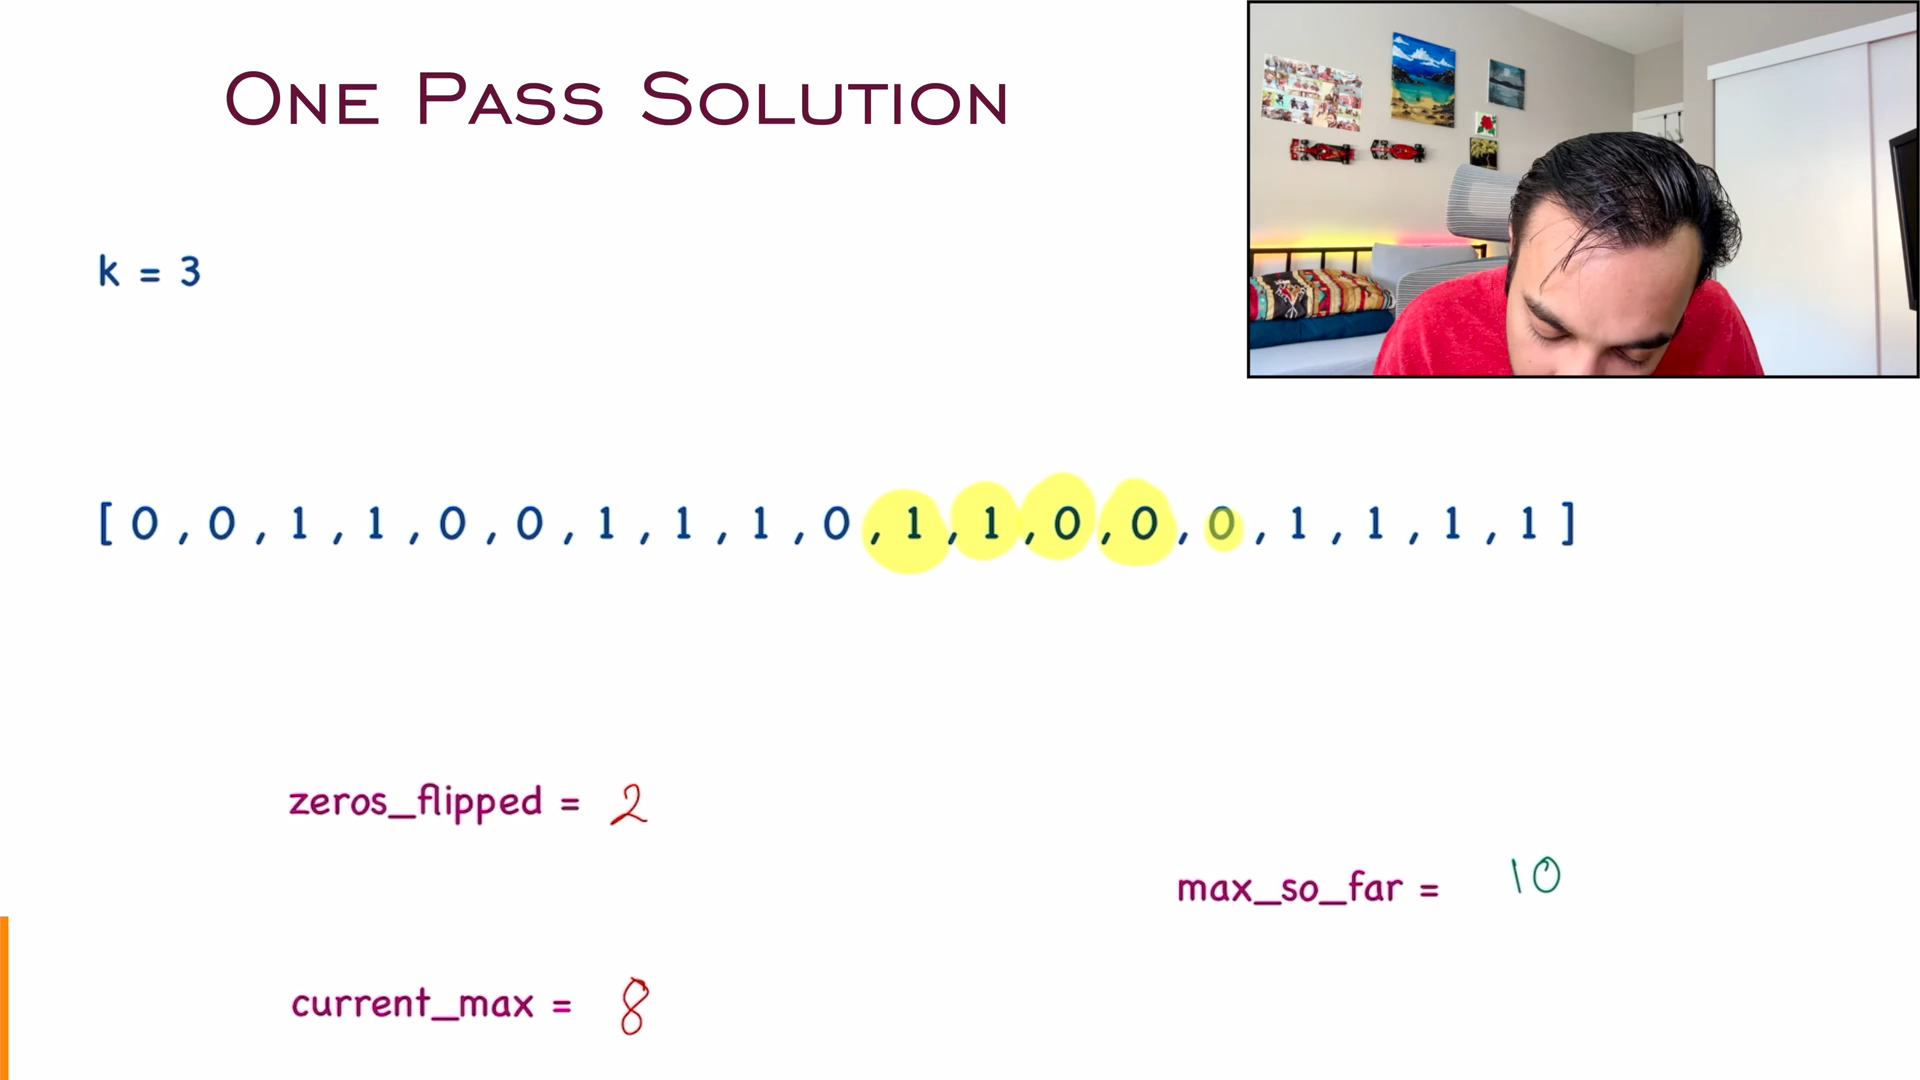 ONE PASS SOLUTION
k = 3
[ 0 , 0 , 1 , 1 , 0 , 0 , 1 , 1 , 1 , 0 , 1 , 1 , 0 , 0 , 0 , 1 , 1 , 1 , 1 ]
zeros_flipped = 2
max_so_far = 10
current_max = 8